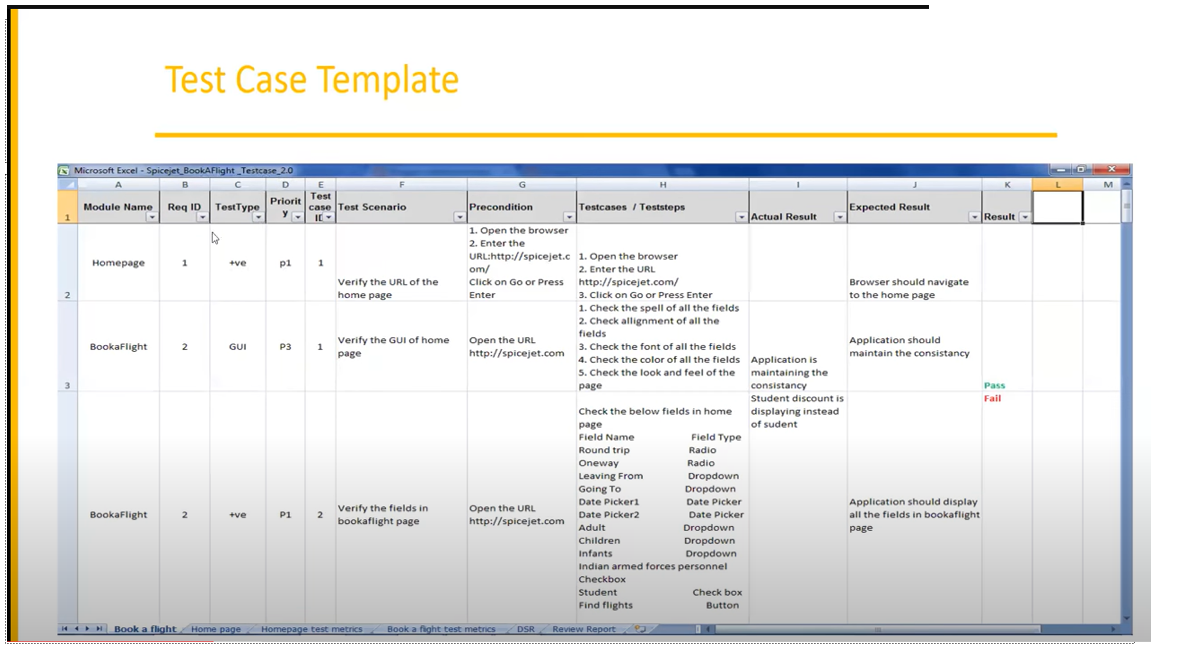 Test Case Template
Microsoft Excel - Spicejet_BookAFlight _Testcase_2.0
A B C D E F G H I J K L M
1 Module Name Req ID TestType Priorit
y Test
case
IE Test Scenario Precondition Testcases / Teststeps Actual Result Expected Result Result
2 Homepage 1 +ve p1 1
Verify the URL of the
home page
1. Open the browser
2. Enter the
URL:http://spicejet.c
om/
Click on Go or Press
Enter
1. Open the browser
2. Enter the URL
http://spicejet.com/
3. Click on Go or Press Enter
Browser should navigate
to the home page
3 BookaFlight 2 GUI P3 1
Verify the GUI of home
page
Open the URL
http://spicejet.com
1. Check the spell of all the fields
2. Check allignment of all the
fields
3. Check the font of all the fields
4. Check the color of all the fields
5. Check the look and feel of the
page
Application is
maintaining the
consistancy
Application should
maintain the consistancy
Pass
BookaFlight 2 +ve P1 2
Verify the fields in
bookaflight page
Open the URL
http://spicejet.com
Check the below fields in home
page
Field Name Field Type
Round trip Radio
Oneway Radio
Leaving From Dropdown
Going To Dropdown
Date Picker1 Date Picker
Date Picker2 Date Picker
Adult Dropdown
Children Dropdown
Infants Dropdown
Indian armed forces personnel
Checkbox
Student Check box
Find flights Button
Student discount is
displaying instead
of sudent
Application should display
all the fields in bookaflight
page
Fail
Book a flight Home page Homepage test metrics Book a flight test metrics DSR Review Report